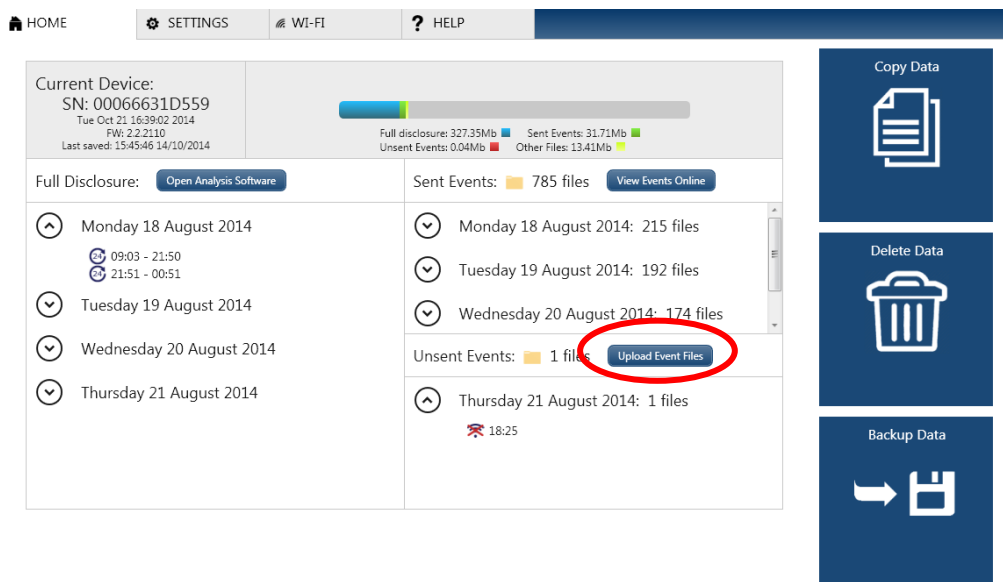 HOME
SETTINGS
WI-FI
? HELP
Current Device:
SN: 00066631D559
Tue Oct 21 16:39:02 2014
FW: 2.2.2110
Last saved: 15:45:46 14/10/2014
Full disclosure: 327.35Mb
Sent Events: 31.71Mb
Unsent Events: 0.04Mb
Other Files: 13.41Mb
Full Disclosure:
Open Analysis Software
Monday 18 August 2014
24 09:03 - 21:50
24 21:51 - 00:51
Tuesday 19 August 2014
Wednesday 20 August 2014
Thursday 21 August 2014
Sent Events: 785 files
View Events Online
Monday 18 August 2014: 215 files
Tuesday 19 August 2014: 192 files
Wednesday 20 August 2014: 174 files
Unsent Events: 1 files
Upload Event Files
Thursday 21 August 2014: 1 files
18:25
Copy Data
Delete Data
Backup Data